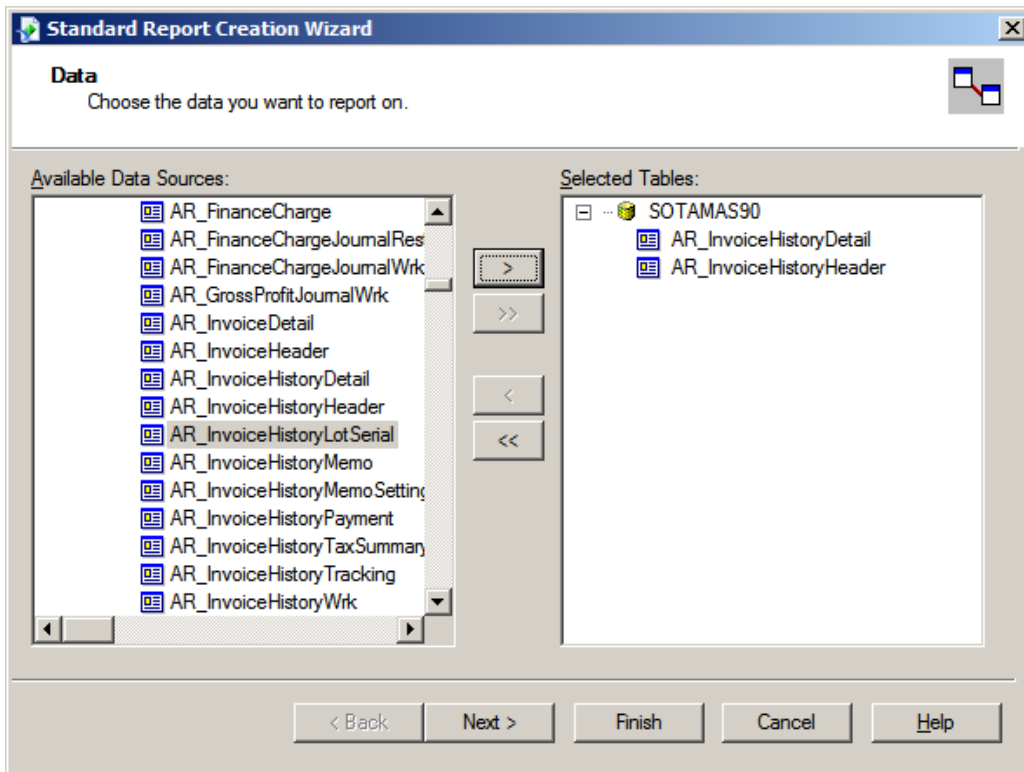 Standard Report Creation Wizard
Data
Choose the data you want to report on.
Available Data Sources:
AR_FinanceCharge
AR_FinanceChargeJournalRes
AR_FinanceChargeJournalWrk
AR_GrossProfitJournalWrk
AR_InvoiceDetail
AR_InvoiceHeader
AR_InvoiceHistoryDetail
AR_InvoiceHistoryHeader
AR_InvoiceHistoryLotSerial
AR_InvoiceHistoryMemo
AR_InvoiceHistoryMemoSetting
AR_InvoiceHistoryPayment
AR_InvoiceHistoryTaxSummary
AR_InvoiceHistoryTracking
AR_InvoiceHistoryWrk
>
>>
<
<<
Selected Tables:
SOTAMAS90
AR_InvoiceHistoryDetail
AR_InvoiceHistoryHeader
< Back Next > Finish Cancel Help